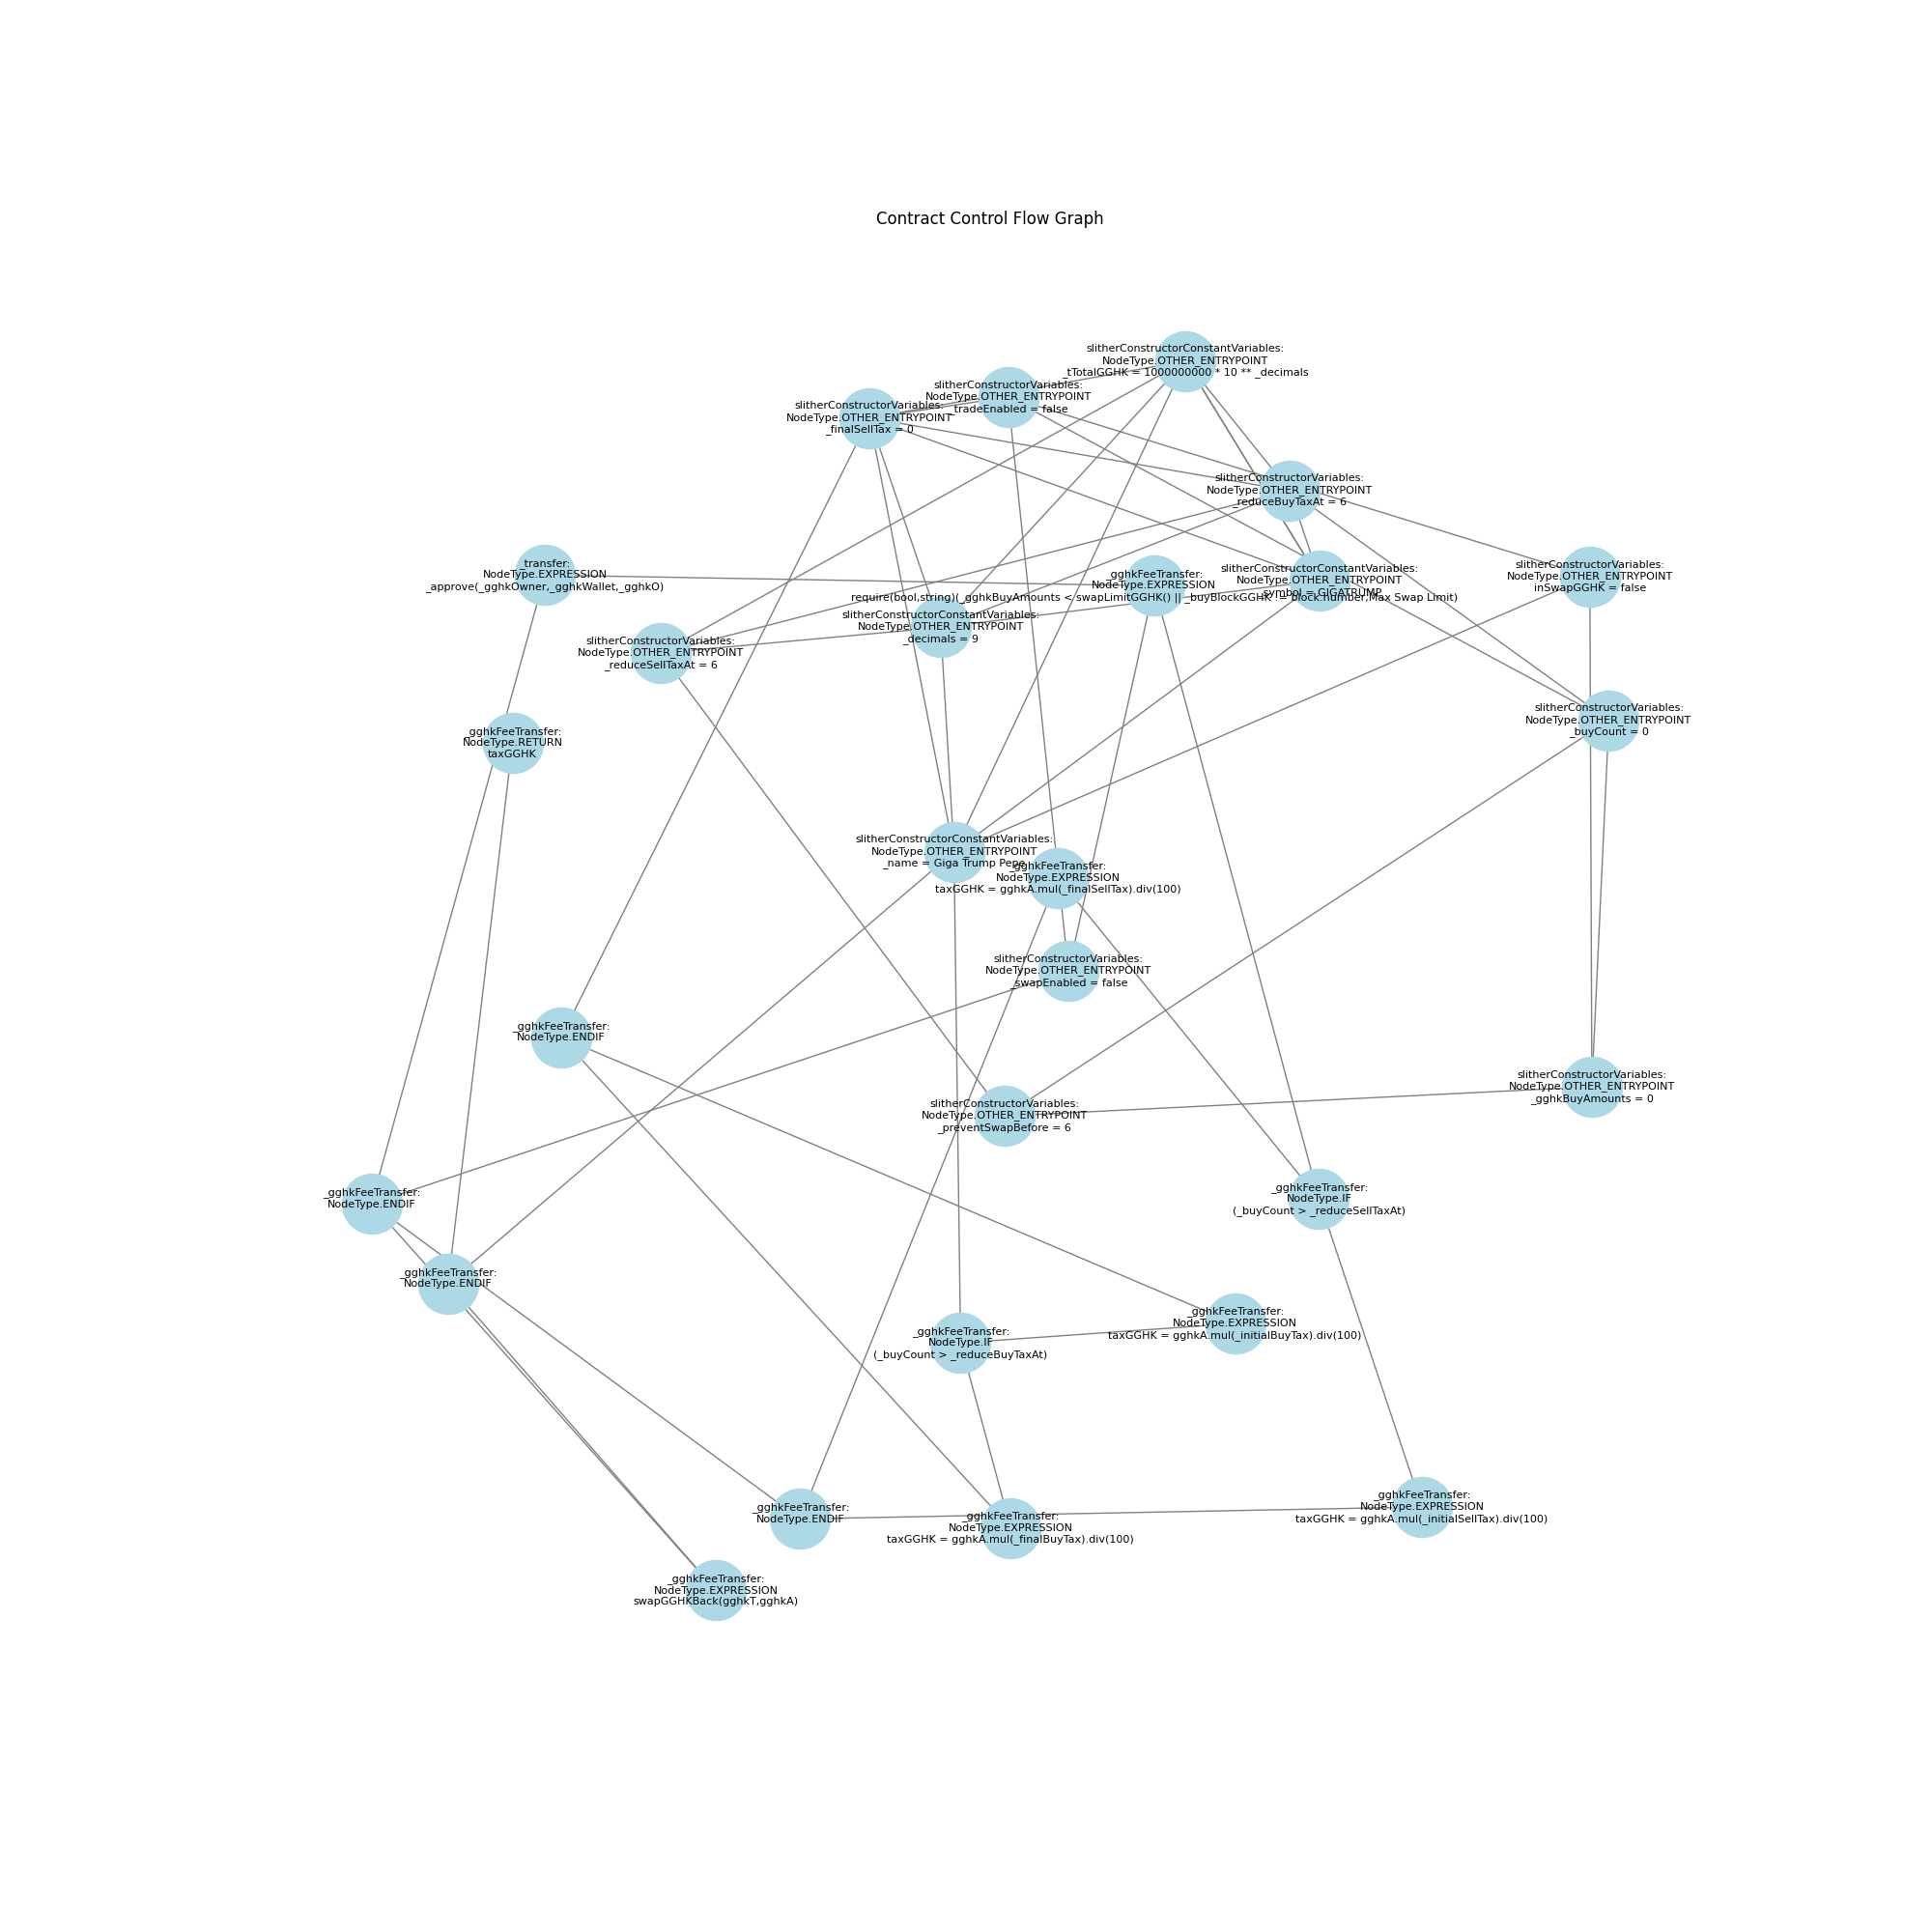 Contract Control Flow Graph
slitherConstructorConstantVariables:
NodeType.OTHER_ENTRYPOINT
_tTotalGGHK = 1000000000 * 10 ** _decimals
slitherConstructorVariables:
NodeType.OTHER_ENTRYPOINT
_tradeEnabled = false
slitherConstructorVariables:
NodeType.OTHER_ENTRYPOINT
_finalSellTax = 0
slitherConstructorVariables:
NodeType.OTHER_ENTRYPOINT
_reduceBuyTaxAt = 6
_transfer:
NodeType.EXPRESSION
_approve(_gghkOwner,_gghkWallet,_gghkO)
_gghkFeeTransfer:
NodeType.EXPRESSION
require(bool,string)(_gghkBuyAmounts < swapLimitGGHK() || _buyBlockGGHK != block.number,Max Swap Limit)
slitherConstructorConstantVariables:
NodeType.OTHER_ENTRYPOINT
_symbol = GIGATRUMP
slitherConstructorVariables:
NodeType.OTHER_ENTRYPOINT
inSwapGGHK = false
slitherConstructorConstantVariables:
NodeType.OTHER_ENTRYPOINT
_decimals = 9
slitherConstructorVariables:
NodeType.OTHER_ENTRYPOINT
_reduceSellTaxAt = 6
slitherConstructorVariables:
NodeType.OTHER_ENTRYPOINT
_buyCount = 0
_gghkFeeTransfer:
NodeType.RETURN
taxGGHK
slitherConstructorConstantVariables:
NodeType.OTHER_ENTRYPOINT
_name = Giga Trump Pepe
_gghkFeeTransfer:
NodeType.EXPRESSION
taxGGHK = gghkA.mul(_finalSellTax).div(100)
slitherConstructorVariables:
NodeType.OTHER_ENTRYPOINT
_swapEnabled = false
_gghkFeeTransfer:
NodeType.ENDIF
slitherConstructorVariables:
NodeType.OTHER_ENTRYPOINT
_gghkBuyAmounts = 0
slitherConstructorVariables:
NodeType.OTHER_ENTRYPOINT
_preventSwapBefore = 6
_gghkFeeTransfer:
NodeType.ENDIF
_gghkFeeTransfer:
NodeType.IF
(_buyCount > _reduceSellTaxAt)
_gghkFeeTransfer:
NodeType.ENDIF
_gghkFeeTransfer:
NodeType.EXPRESSION
taxGGHK = gghkA.mul(_initialBuyTax).div(100)
_gghkFeeTransfer:
NodeType.IF
(_buyCount > _reduceBuyTaxAt)
_gghkFeeTransfer:
NodeType.EXPRESSION
taxGGHK = gghkA.mul(_initialSellTax).div(100)
_gghkFeeTransfer:
NodeType.ENDIF
_gghkFeeTransfer:
NodeType.EXPRESSION
taxGGHK = gghkA.mul(_finalBuyTax).div(100)
_gghkFeeTransfer:
NodeType.EXPRESSION
swapGGHKBack(gghkT,gghkA)